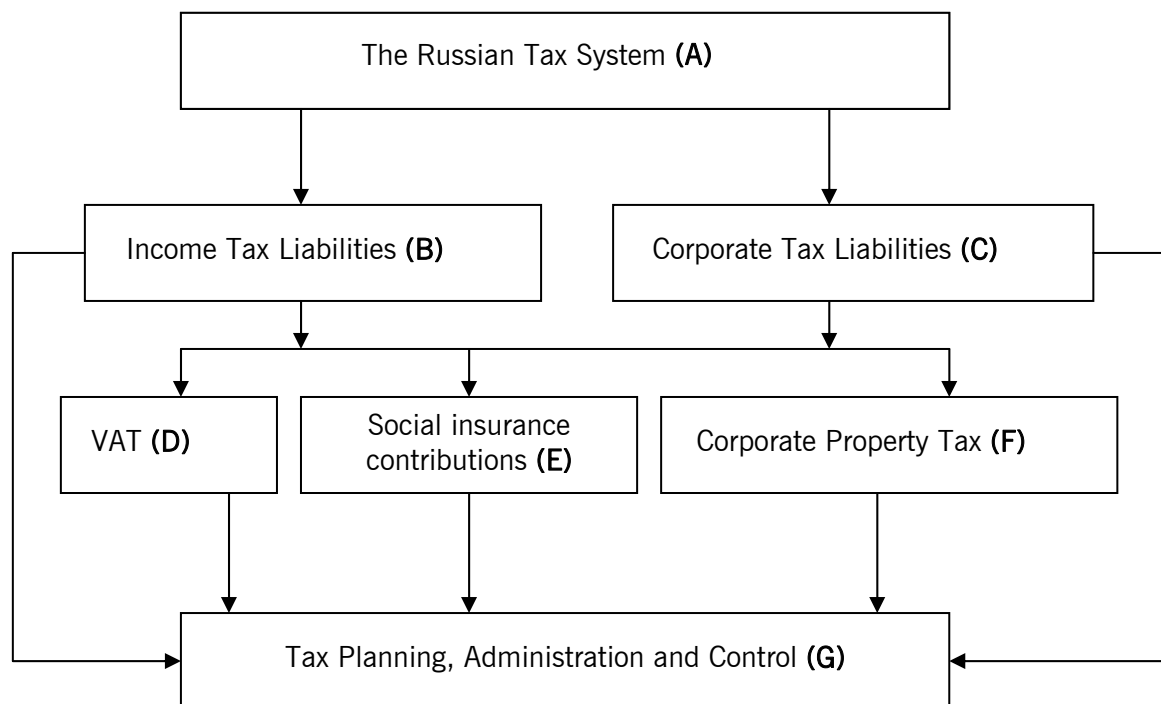 The Russian Tax System (A)
Income Tax Liabilities (B)
Corporate Tax Liabilities (C)
VAT (D)
Social insurance
contributions (E)
Corporate Property Tax (F)
Tax Planning, Administration and Control (G)